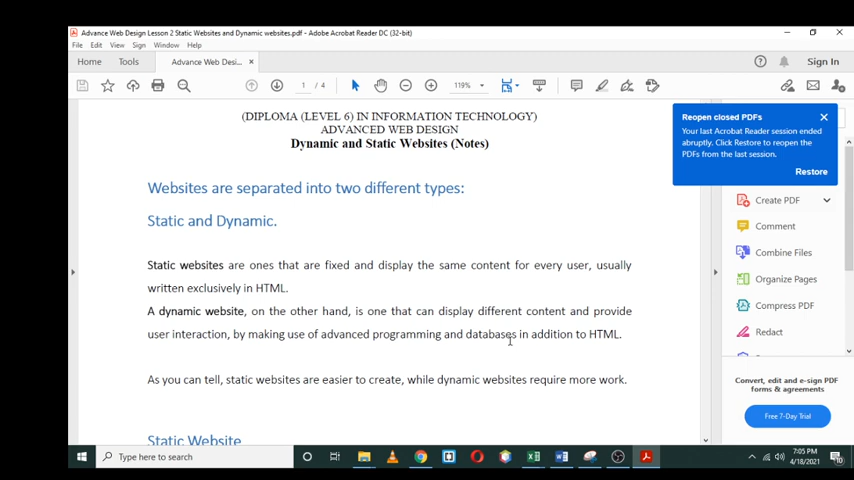 Advance Web Design Lesson 2 Static Websites and Dynamic websites.pdf - Adobe Acrobat Reader DC (32-bit)
File Edit View Sign Window Help
Home Tools Advance Web Desi... × Sign In
1 / 4 119%
(DIPLOMA (LEVEL 6) IN INFORMATION TECHNOLOGY)
ADVANCED WEB DESIGN
Dynamic and Static Websites (Notes)
Websites are separated into two different types:
Static and Dynamic.
Static websites are ones that are fixed and display the same content for every user, usually
written exclusively in HTML.
A dynamic website, on the other hand, is one that can display different content and provide
user interaction, by making use of advanced programming and databases in addition to HTML.
As you can tell, static websites are easier to create, while dynamic websites require more work.
Static Website
Reopen closed PDFs
Your last Acrobat Reader session ended
abruptly. Click Restore to reopen the
PDFs from the last session.
Restore
Create PDF
Comment
Combine Files
Organize Pages
Compress PDF
Redact
Convert, edit and e-sign PDF
forms & agreements
Free 7-Day Trial
Type here to search
7:05 PM
4/18/2021